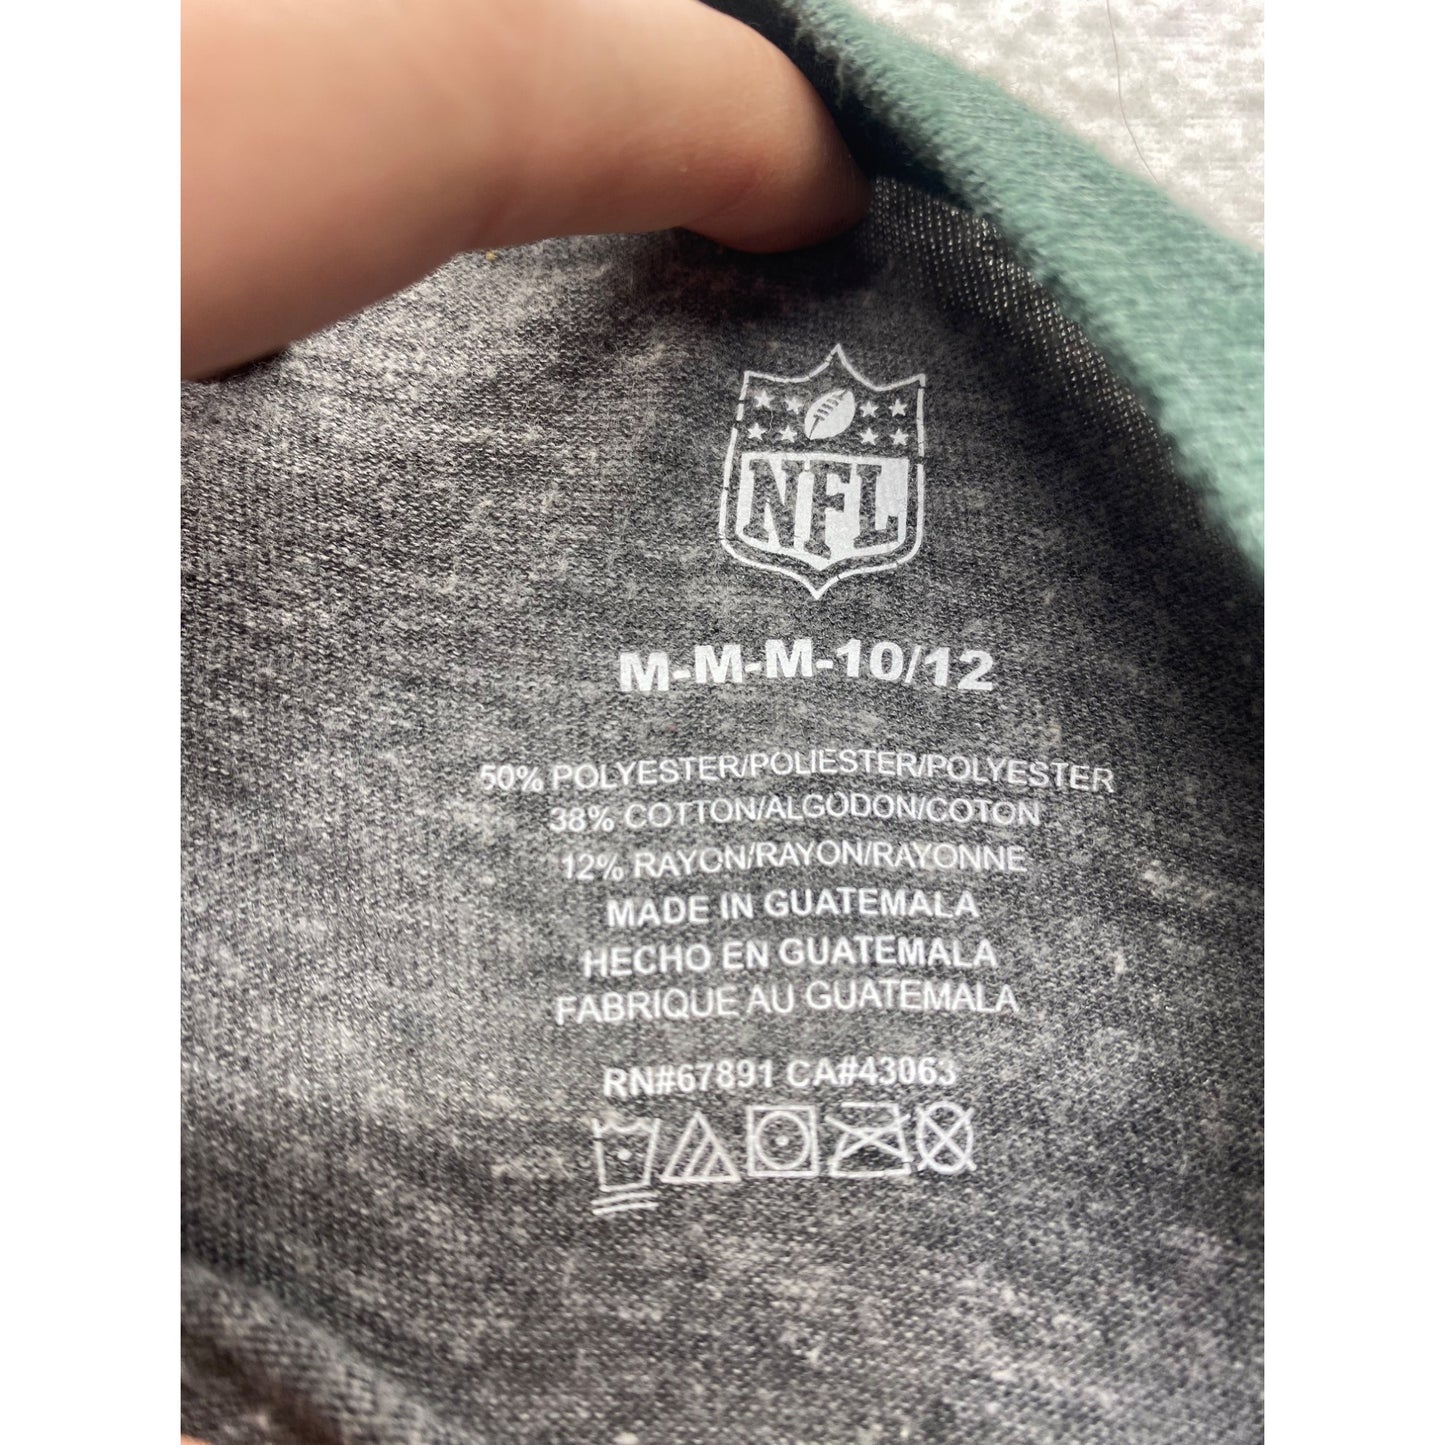 NFL
M-M-M-10/12
50% POLYESTER/POLIESTER/POLYESTER
38% COTTON/ALGODON/COTON
12% RAYON/RAYON/RAYONNE
MADE IN GUATEMALA
HECHO EN GUATEMALA
FABRIQUE AU GUATEMALA
RN#67891 CA#43063